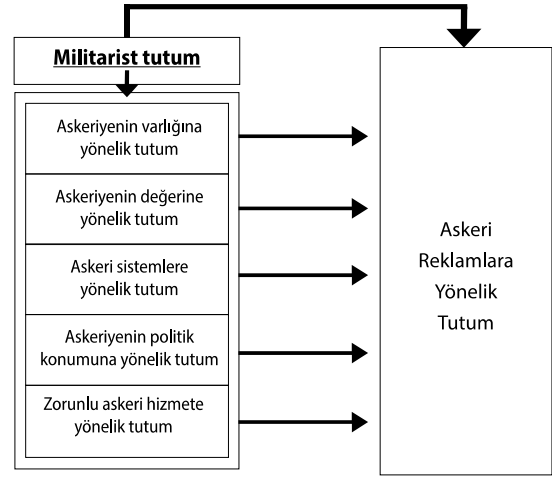 Militarist tutum
Askeriyenin varlığına
yönelik tutum
Askeriyenin değerine
yönelik tutum
Askeri sistemlere
yönelik tutum
Askeriyenin politik
konumuna yönelik tutum
Zorunlu askeri hizmete
yönelik tutum
Askeri
Reklamlara
Yönelik
Tutum